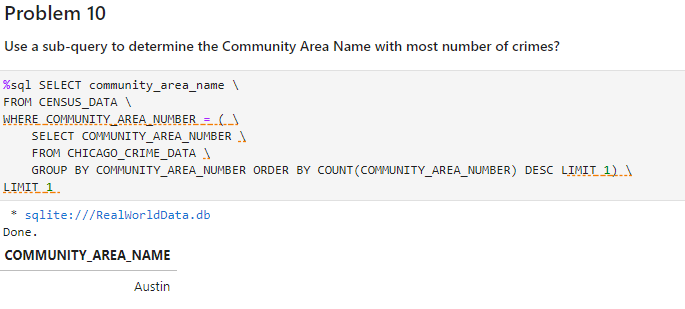 Problem 10
Use a sub-query to determine the Community Area Name with most number of crimes?
%sql SELECT community_area_name \
FROM CENSUS_DATA \
WHERE COMMUNITY_AREA_NUMBER = ( \
    SELECT COMMUNITY_AREA_NUMBER \
    FROM CHICAGO_CRIME_DATA \
    GROUP BY COMMUNITY_AREA_NUMBER ORDER BY COUNT(COMMUNITY_AREA_NUMBER) DESC LIMIT 1) \
LIMIT 1
* sqlite:///RealWorldData.db
Done.
COMMUNITY_AREA_NAME
Austin